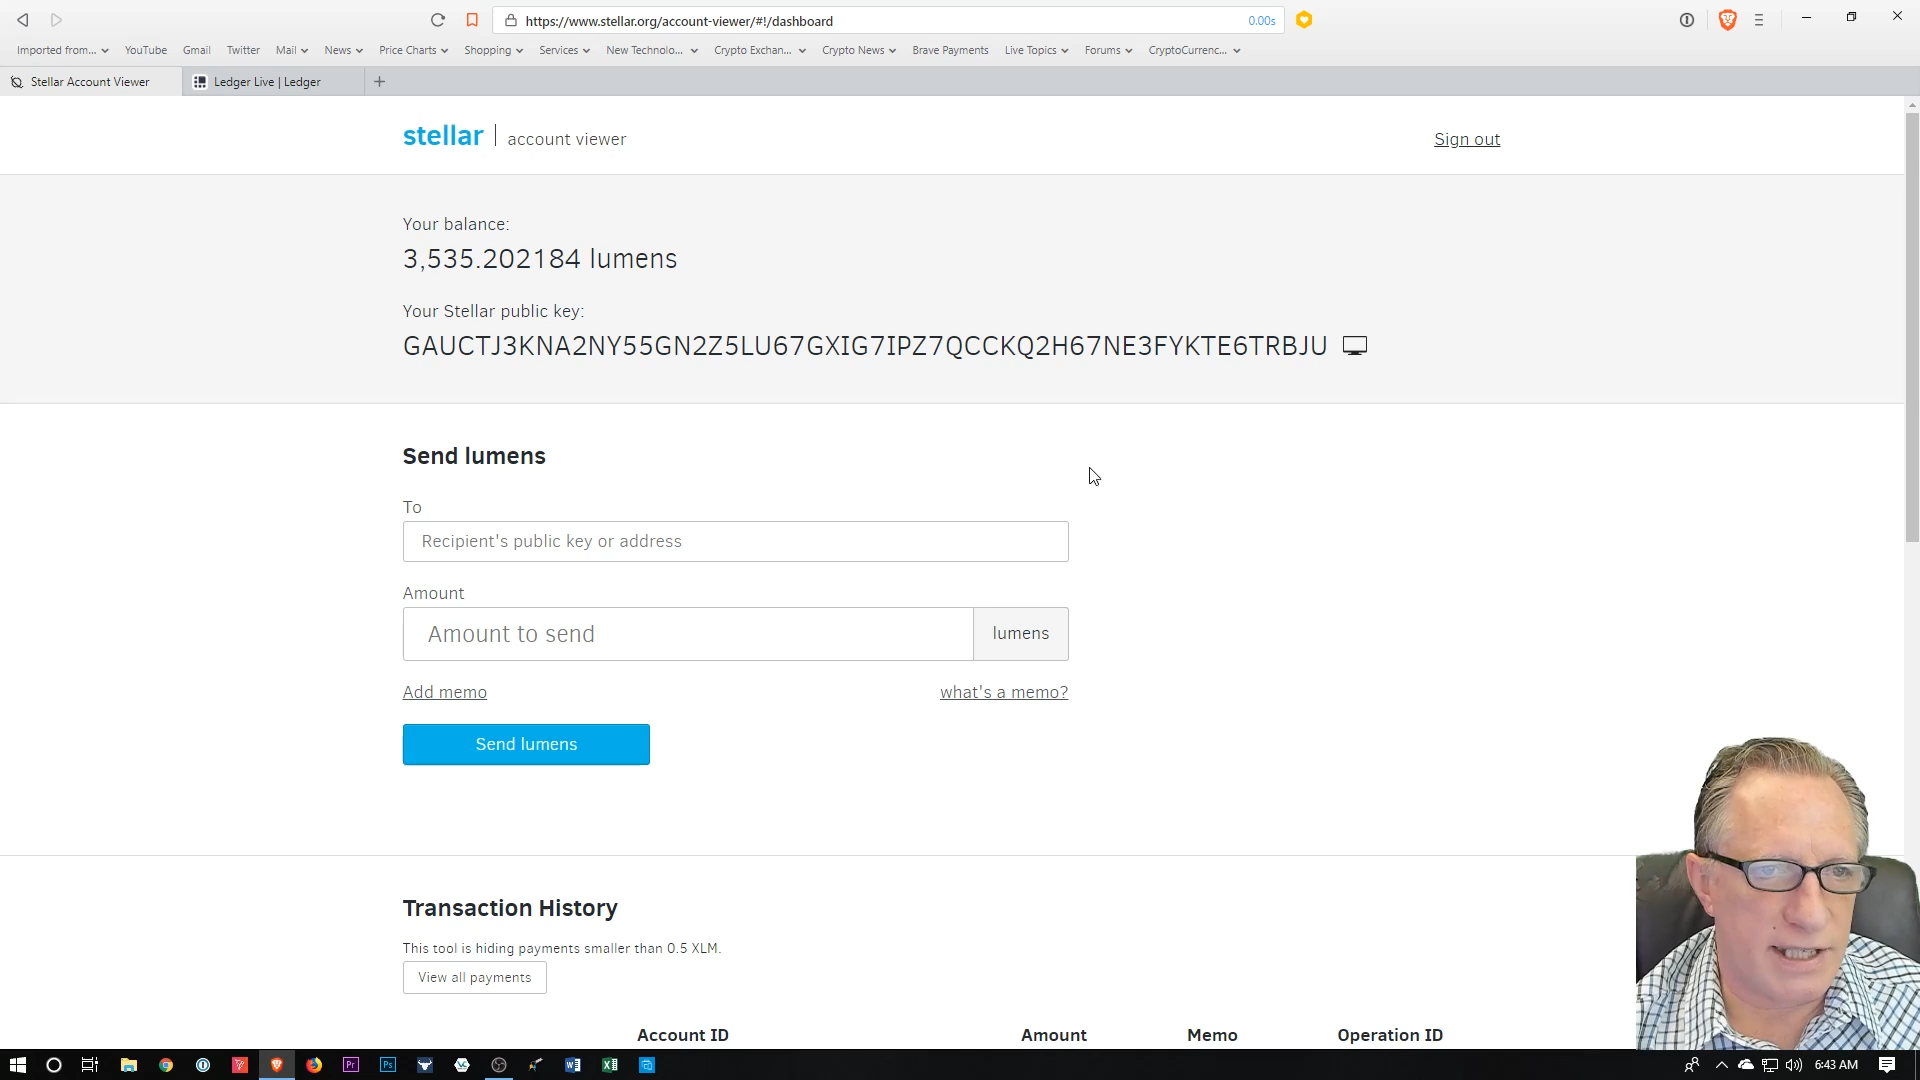 https://www.stellar.org/account-viewer/#!/dashboard
0.00s
Imported from... YouTube Gmail Twitter Mail News Price Charts Shopping Services New Technolo... Crypto Exchan... Crypto News Brave Payments Live Topics Forums CryptoCurrenc...
Stellar Account Viewer
Ledger Live | Ledger
stellar | account viewer
Sign out
Your balance:
3,535.202184 lumens
Your Stellar public key:
GAUCTJ3KNA2NY55GN2Z5LU67GXIG7IPZ7QCCKQ2H67NE3FYKTE6TRBJU
Send lumens
To
Recipient's public key or address
Amount
Amount to send
lumens
Add memo
what's a memo?
Send lumens
Transaction History
This tool is hiding payments smaller than 0.5 XLM.
View all payments
Account ID Amount Memo Operation ID
Pr Ps
6:43 AM